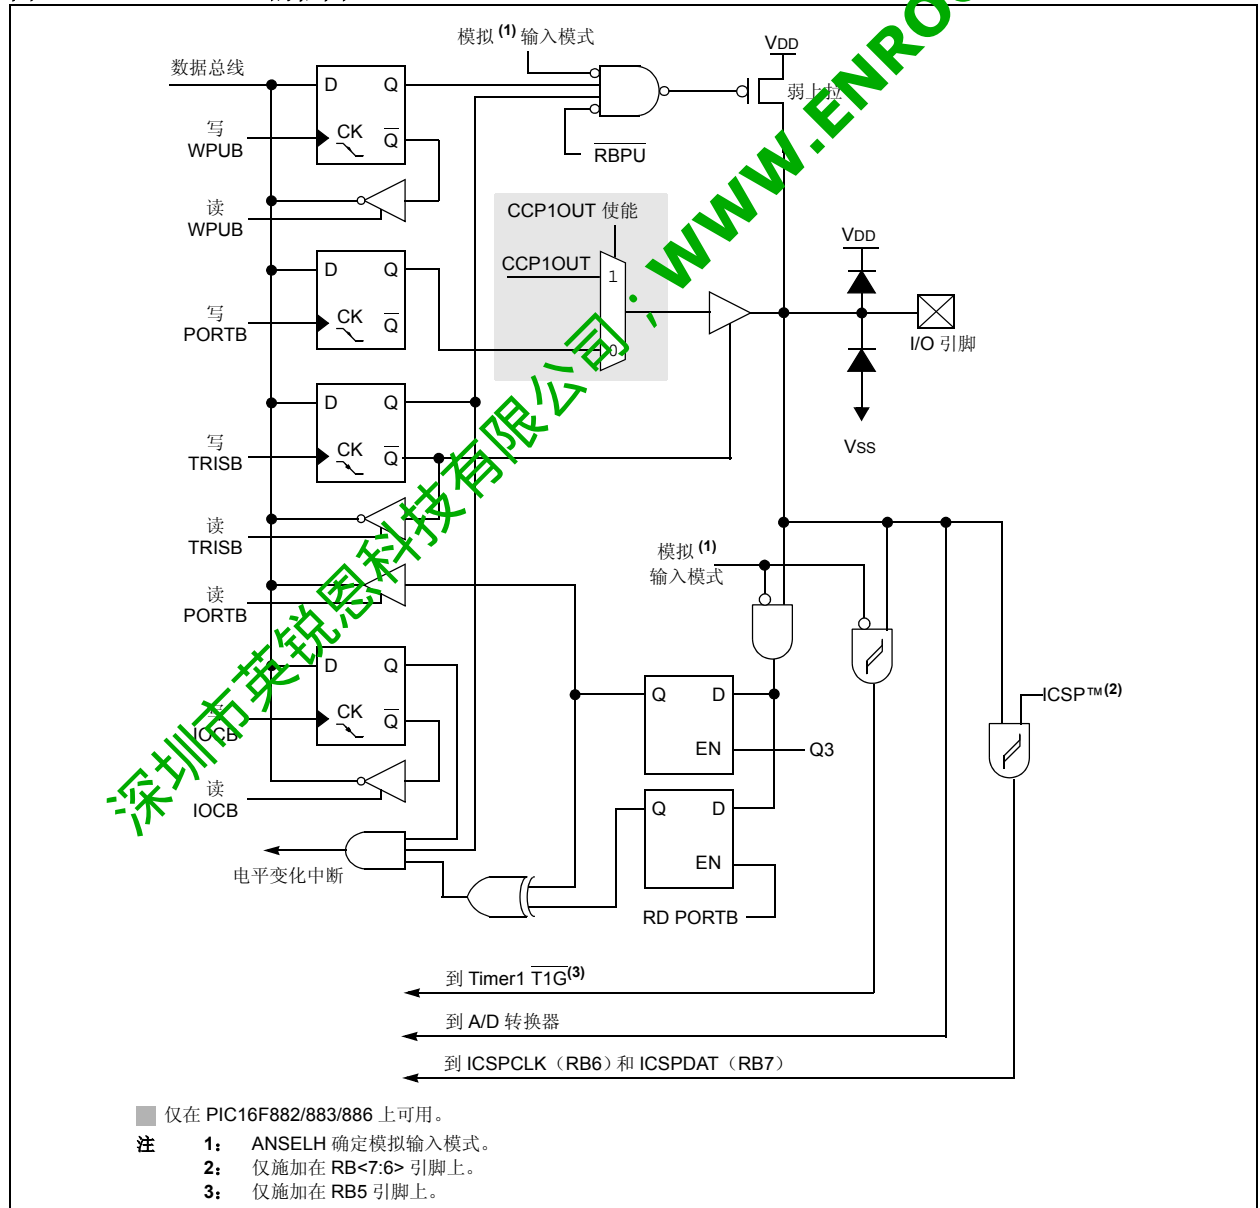 模拟 (1) 输入模式
VDD
数据总线
D Q
弱上拉
写
WPUB
CK Q
RBPU
读
WPUB
CCP1OUT 使能
CCP1OUT
1
VDD
D Q
写
PORTB
CK Q
0
I/O 引脚
D Q
写
TRISB
CK Q
VSS
读
TRISB
模拟 (1)
输入模式
读
PORTB
D Q
写
IOCB
CK Q
Q D
EN
Q3
ICSP™(2)
读
IOCB
Q D
EN
电平变化中断
RD PORTB
到 Timer1 T1G(3)
到 A/D 转换器
到 ICSPCLK（RB6）和 ICSPDAT（RB7）
仅在 PIC16F882/883/886 上可用。
注 1： ANSELH 确定模拟输入模式。
2： 仅施加在 RB<7:6> 引脚上。
3： 仅施加在 RB5 引脚上。
深圳市英锐恩科技有限公司；WWW.ENRO